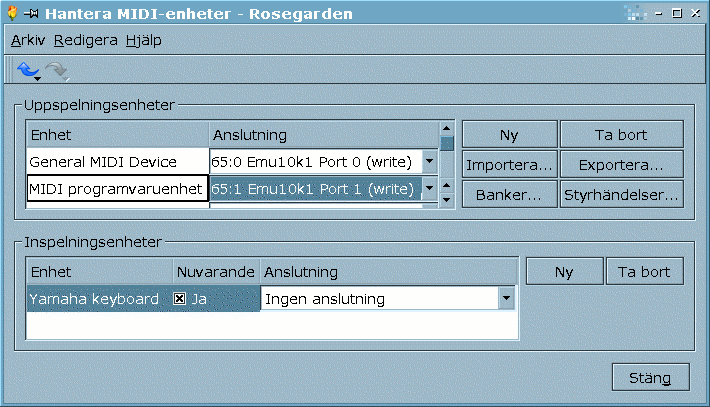 Hantera MIDI-enheter - Rosegarden
Arkiv Redigera Hjälp
Uppspelningsenheter
Enhet Anslutning
General MIDI Device 65:0 Emu10k1 Port 0 (write)
MIDI programvaruenhet 65:1 Emu10k1 Port 1 (write)
Ny Ta bort
Importera... Exportera...
Banker... Styrhändelser...
Inspelningsenheter
Enhet Nuvarande Anslutning
Yamaha keyboard Ja Ingen anslutning
Ny Ta bort
Stäng